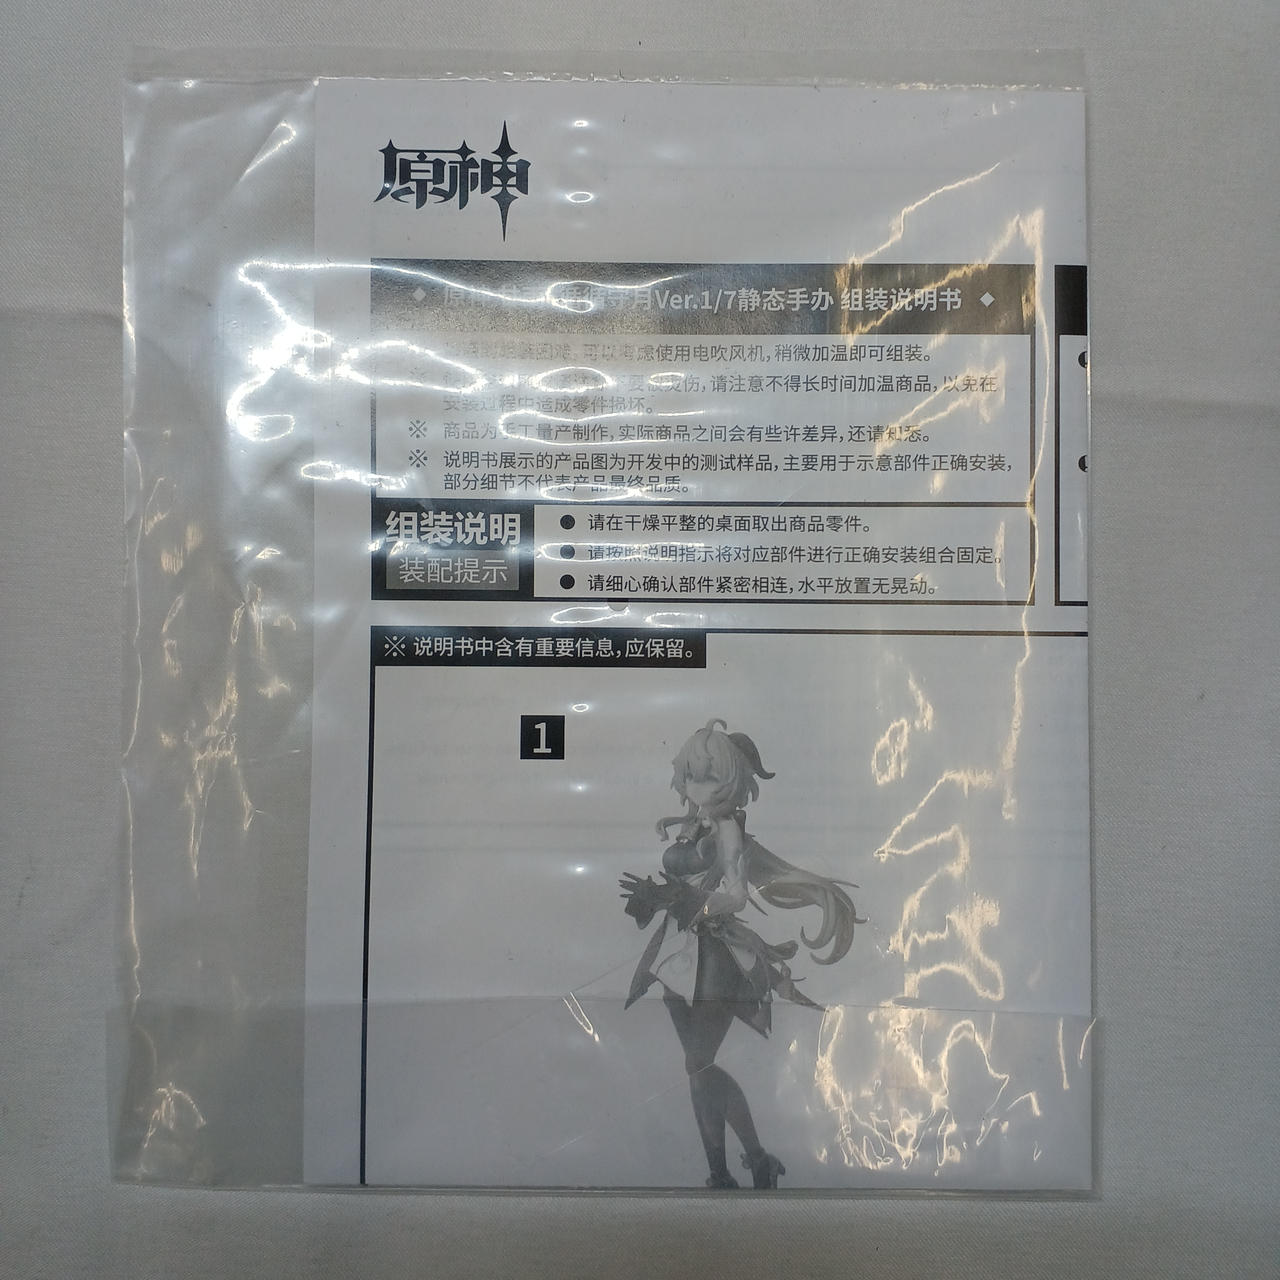 原神
原神 守月Ver.1/7静态手办 组装说明书
可以考虑使用电吹风机,稍微加温即可组装。
烫伤,请注意不得长时间加温商品,以免在
安装过程中造成零件损坏。
※ 商品为手工量产制作,实际商品之间会有些许差异,还请知悉。
※ 说明书展示的产品图为开发中的测试样品,主要用于示意部件正确安装,
部分细节不代表产品最终品质。
组装说明
装配提示
● 请在干燥平整的桌面取出商品零件。
● 请按照说明指示将对应部件进行正确安装组合固定。
● 请细心确认部件紧密相连,水平放置无晃动。
※ 说明书中含有重要信息,应保留。
1